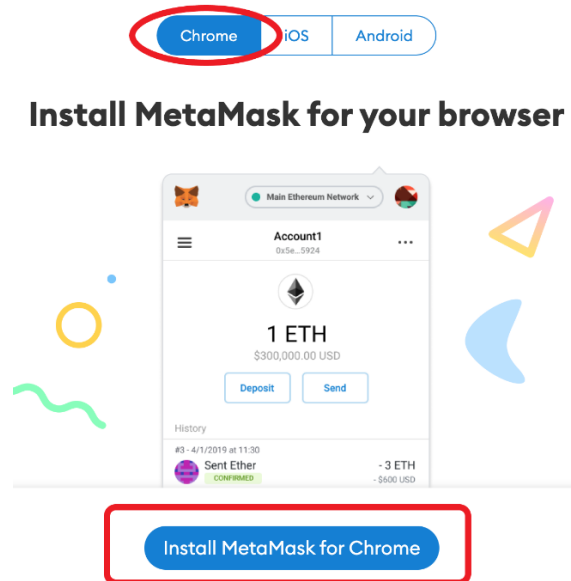 Chrome iOS Android
Install MetaMask for your browser
Main Ethereum Network
Account1
0x5e...5924
1 ETH
$300,000.00 USD
Deposit Send
History
#3 - 4/1/2019 at 11:30
Sent Ether - 3 ETH
CONFIRMED - $600 USD
Install MetaMask for Chrome